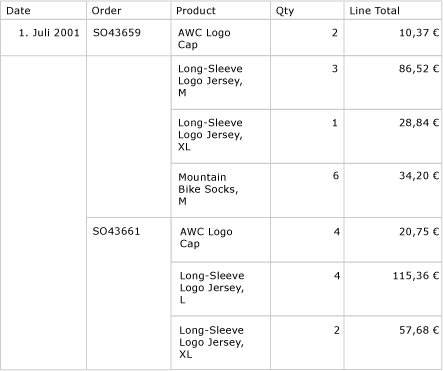 Date Order Product Qty Line Total
1. Juli 2001 SO43659 AWC Logo 2 10,37 €
Cap
Long-Sleeve 3 86,52 €
Logo Jersey,
M
Long-Sleeve 1 28,84 €
Logo Jersey,
XL
Mountain 6 34,20 €
Bike Socks,
M
SO43661 AWC Logo 4 20,75 €
Cap
Long-Sleeve 4 115,36 €
Logo Jersey,
L
Long-Sleeve 2 57,68 €
Logo Jersey,
XL